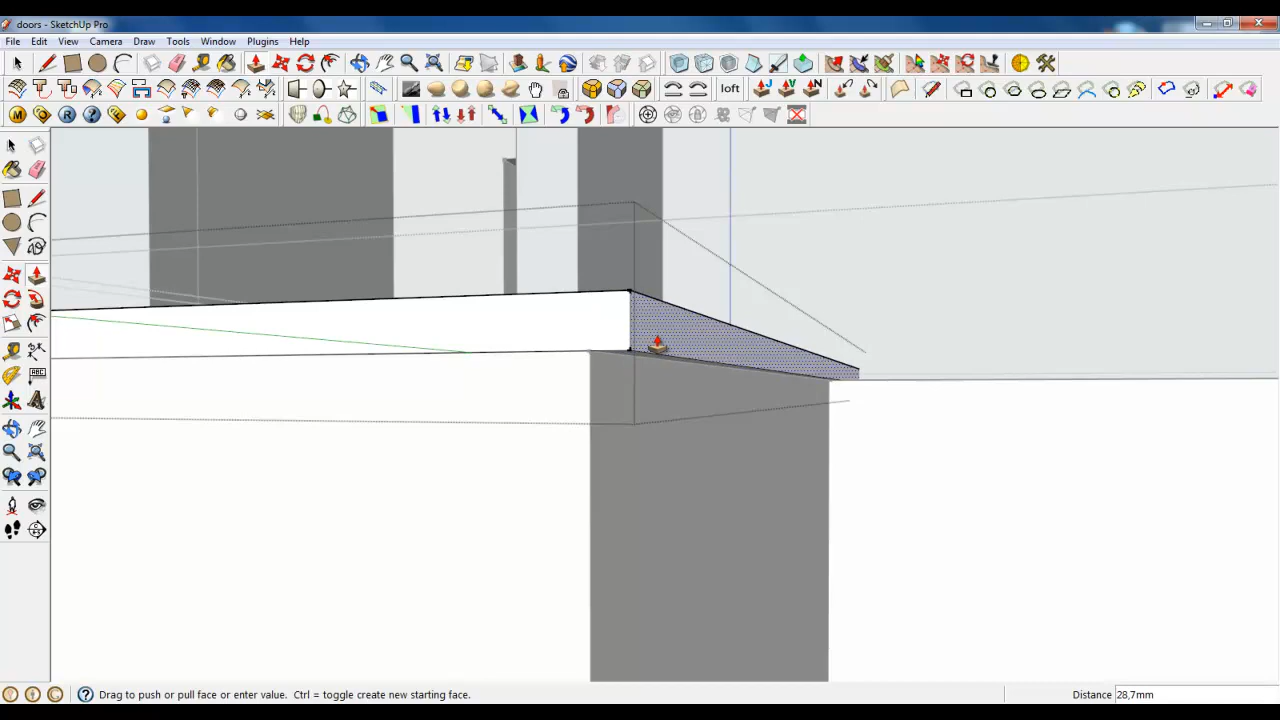 doors - SketchUp Pro
File Edit View Camera Draw Tools Window Plugins Help
loft J V N
M Q R ?
ABC
Drag to push or pull face or enter value. Ctrl = toggle create new starting face. Distance 28,7mm